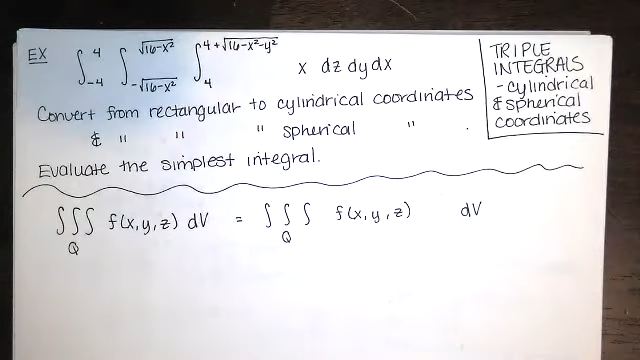 EX ∫_{-4}^{4} ∫_{-√(16-x²)}^{√(16-x²)} ∫_{4}^{4+√(16-x²-y²)} x dz dy dx
Convert from rectangular to cylindrical coordinates
& " " " spherical " .
Evaluate the simplest integral.
TRIPLE
INTEGRALS
- cylindrical
& spherical
coordinates
∫∫∫_Q f(x,y,z) dV = ∫∫∫_Q f(x,y,z) dV